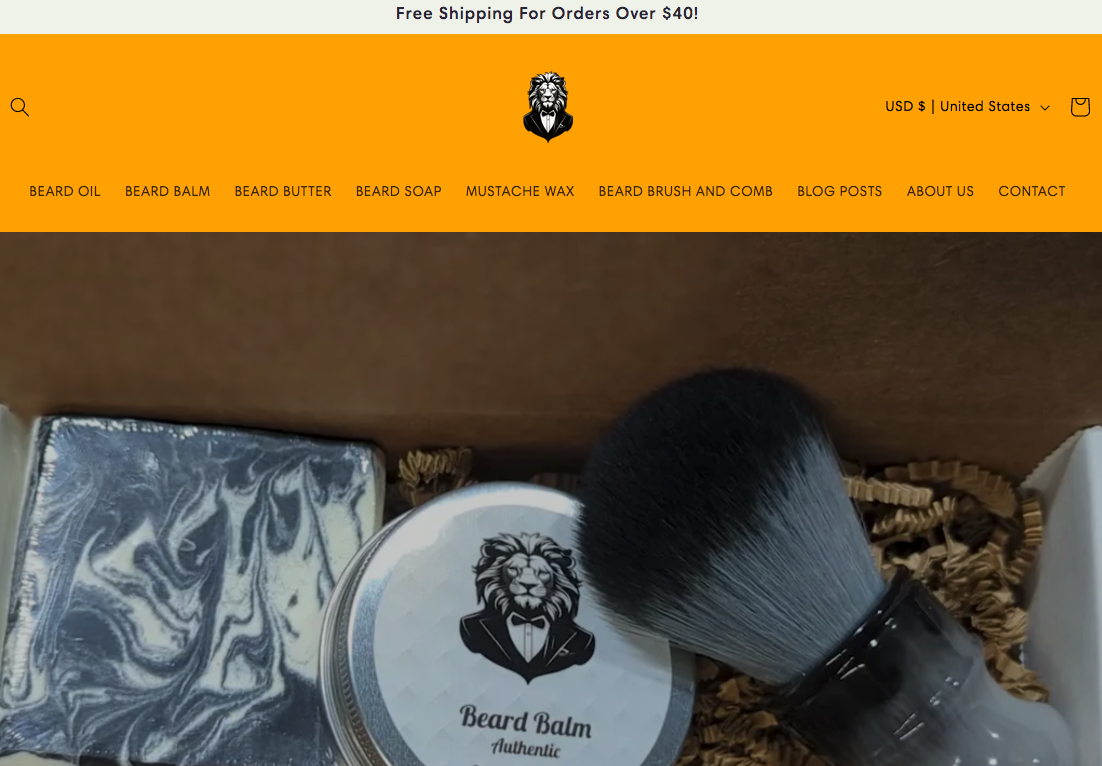 Free Shipping For Orders Over $40!
USD $ | United States
BEARD OIL BEARD BALM BEARD BUTTER BEARD SOAP MUSTACHE WAX BEARD BRUSH AND COMB BLOG POSTS ABOUT US CONTACT
Beard Balm
Authentic